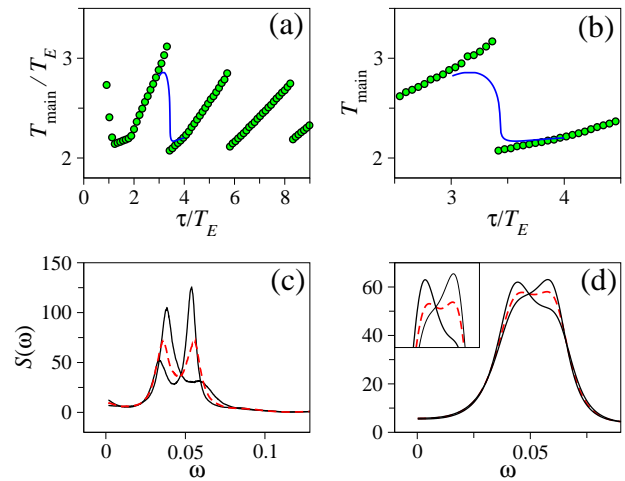 (a)
T_main / T_E
3
2
0 2 4 6 8
τ/T_E
(b)
T_main
3
2
3 4
τ/T_E
(c)
S(ω)
150
100
50
0
0 0.05 0.1
ω
(d)
60
40
20
0
0 0.05
ω